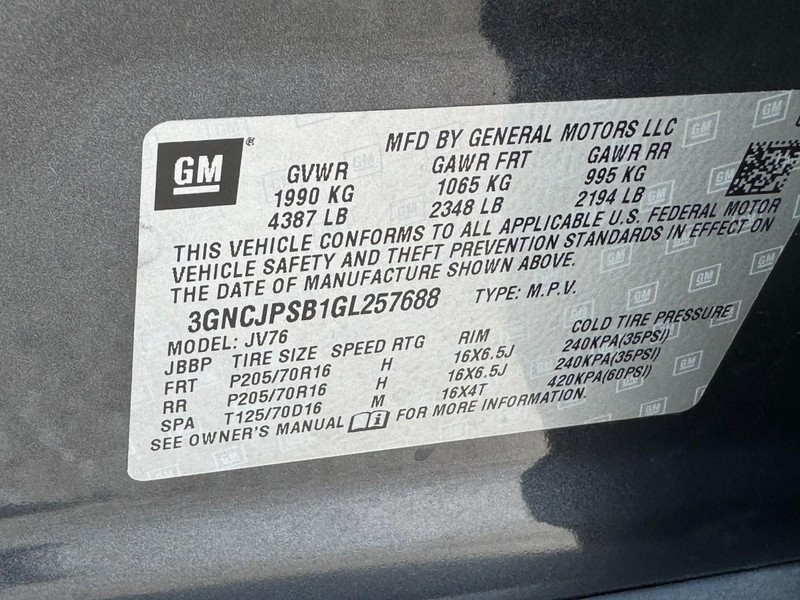 GM®
MFD BY GENERAL MOTORS LLC
GVWR GAWR FRT GAWR RR
1990 KG 1065 KG 995 KG
4387 LB 2348 LB 2194 LB
THIS VEHICLE CONFORMS TO ALL APPLICABLE U.S. FEDERAL MOTOR
VEHICLE SAFETY AND THEFT PREVENTION STANDARDS IN EFFECT ON
THE DATE OF MANUFACTURE SHOWN ABOVE.
3GNCJPSB1GL257688 TYPE: M.P.V.
MODEL: JV76
JBBP TIRE SIZE SPEED RTG RIM COLD TIRE PRESSURE
FRT P205/70R16 H 16X6.5J 240KPA(35PSI)
RR P205/70R16 H 16X6.5J 240KPA(35PSI)
SPA T125/70D16 M 16X4T 420KPA(60PSI)
SEE OWNER'S MANUAL FOR MORE INFORMATION.